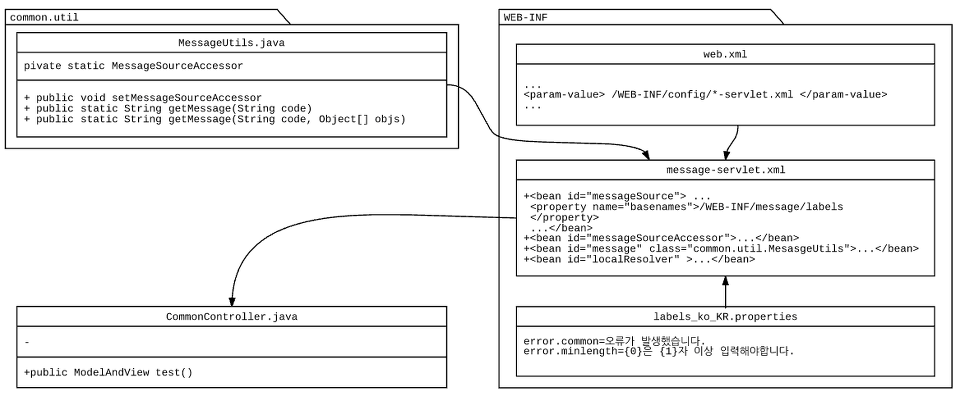 common.util
MessageUtils.java
pivate static MessageSourceAccessor
+ public void setMessageSourceAccessor
+ public static String getMessage(String code)
+ public static String getMessage(String code, Object[] objs)
WEB-INF
web.xml
...
<param-value> /WEB-INF/config/*-servlet.xml </param-value>
...
message-servlet.xml
+<bean id="messageSource"> ...
<property name="basenames">/WEB-INF/message/labels
</property>
...</bean>
+<bean id="messageSourceAccessor">...</bean>
+<bean id="message" class="common.util.MesasgeUtils">...</bean>
+<bean id="localResolver" >...</bean>
CommonController.java
-
+public ModelAndView test()
labels_ko_KR.properties
error.common=오류가 발생했습니다.
error.minlength={0}은 {1}자 이상 입력해야합니다.